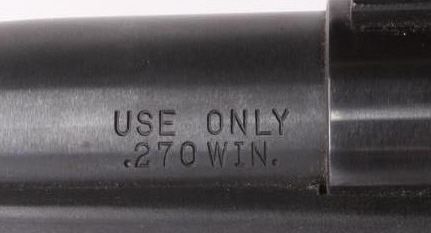 USE ONLY
.270 WIN.